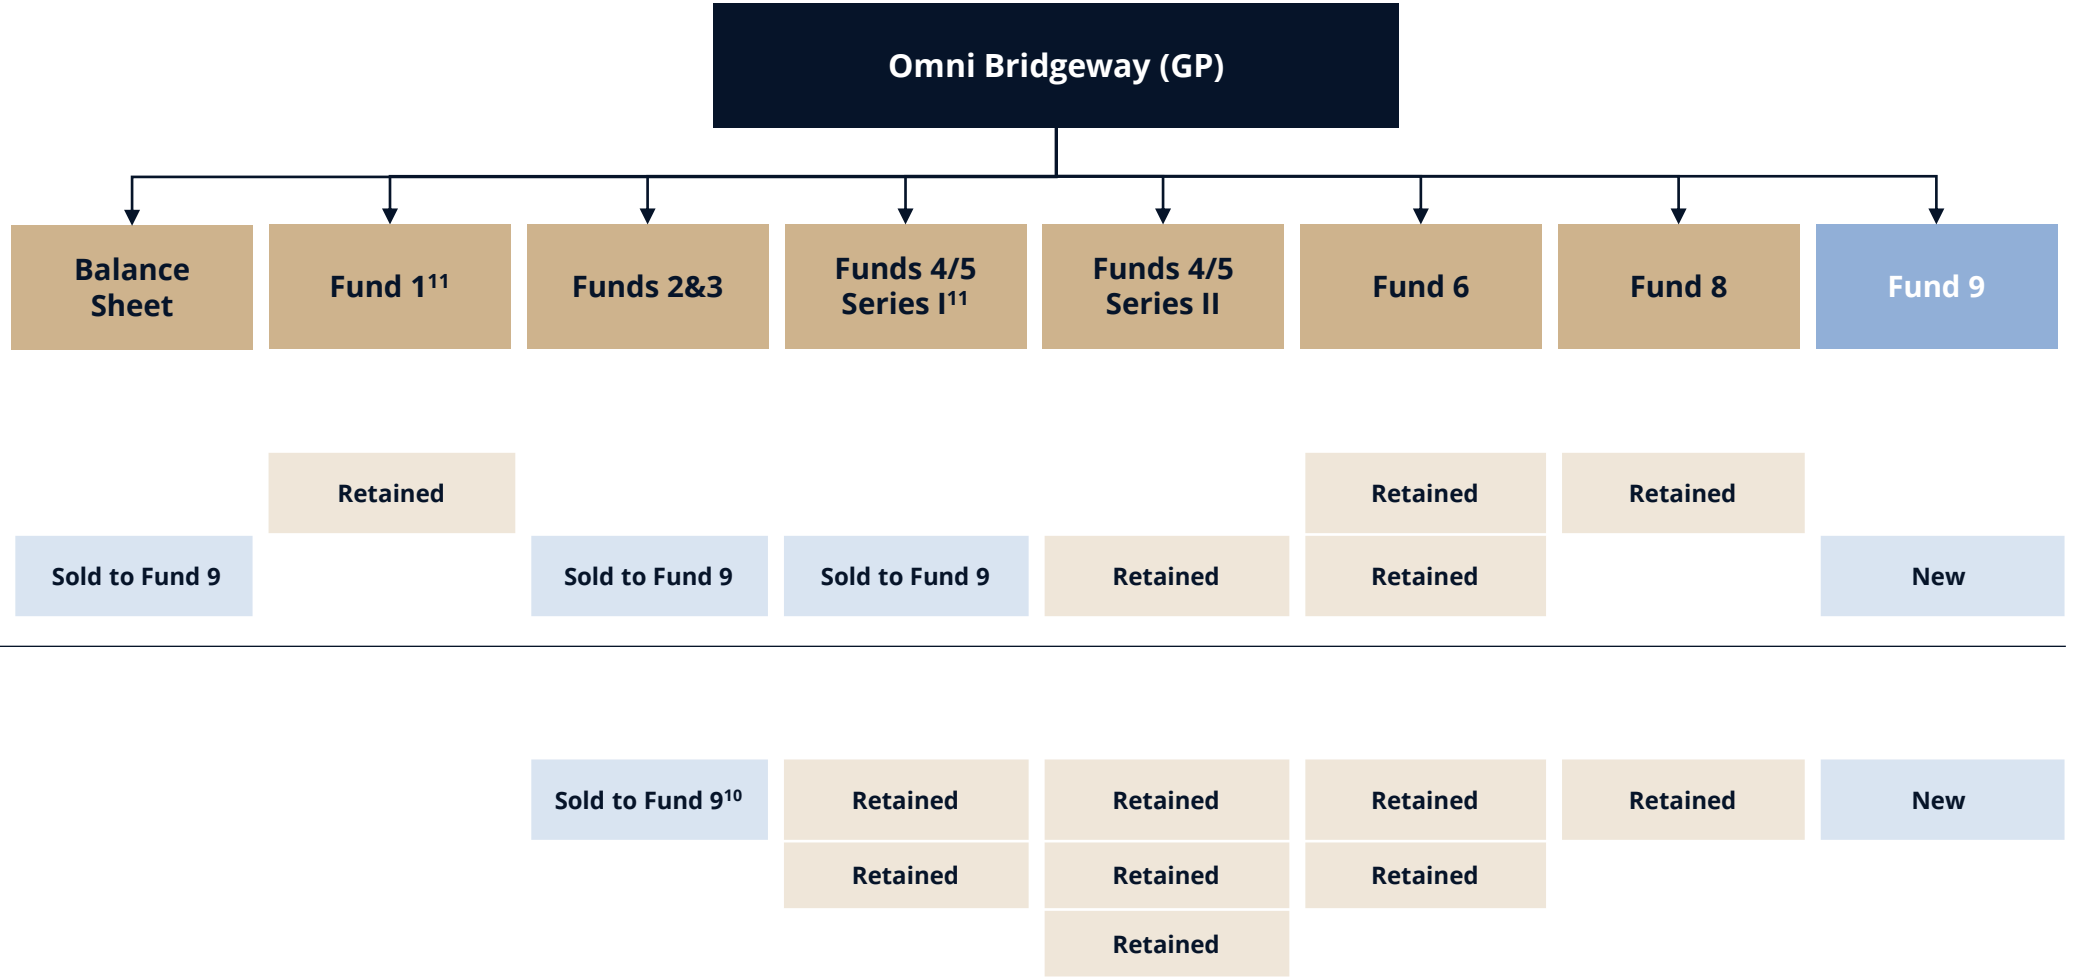 Omni Bridgeway (GP)
Balance
Sheet
Fund 1¹¹
Funds 2&3
Funds 4/5
Series I¹¹
Funds 4/5
Series II
Fund 6
Fund 8
Fund 9
Retained
Retained
Retained
Sold to Fund 9
Sold to Fund 9
Sold to Fund 9
Retained
Retained
New
Sold to Fund 9¹⁰
Retained
Retained
Retained
Retained
New
Retained
Retained
Retained
Retained